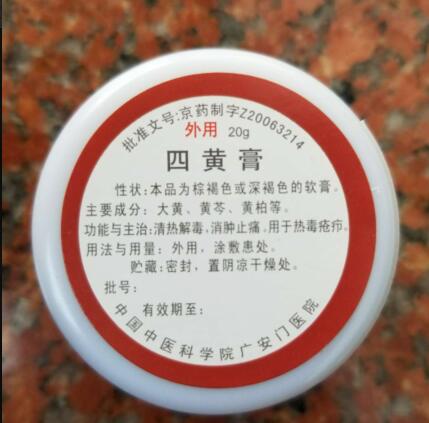 批准文号:京药制字Z20063214
外用 20g
四黄膏
性状:本品为棕褐色或深褐色的软膏。
主要成分：大黄、黄芩、黄柏等。
功能与主治:清热解毒,消肿止痛。用于热毒疮疖。
用法与用量：外用，涂敷患处。
贮藏:密封，置阴凉干燥处。
批号:
有效期至:
中国中医科学院广安门医院